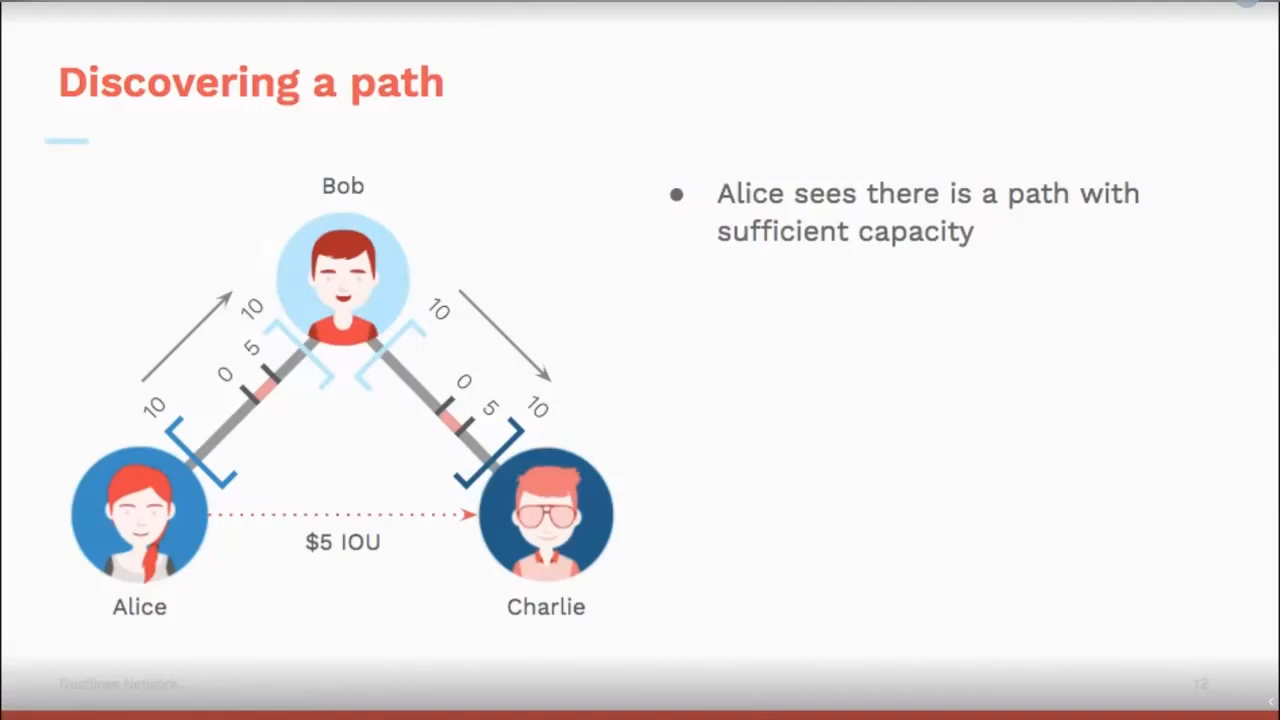 Discovering a path
Bob
Alice sees there is a path with
sufficient capacity
10
10
5
0
0
5
10
10
$5 IOU
Alice
Charlie
Trustlines Network
12